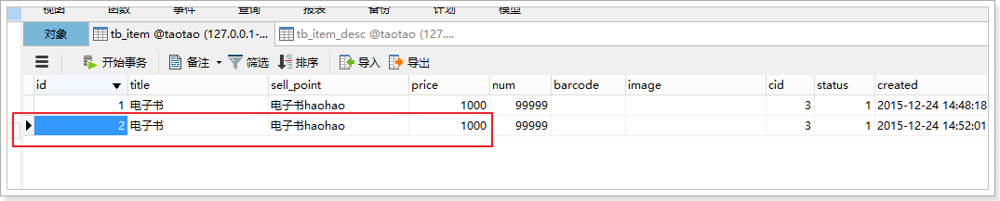 视图 函数 事件 查询 报表 备份 计划 模型
对象 tb_item @taotao (127.0.0.1-... tb_item_desc @taotao (127....
开始事务 备注 筛选 排序 导入 导出
id title sell_point price num barcode image cid status created
1 电子书 电子书haohao 1000 99999 3 1 2015-12-24 14:48:18
2 电子书 电子书haohao 1000 99999 3 1 2015-12-24 14:52:01